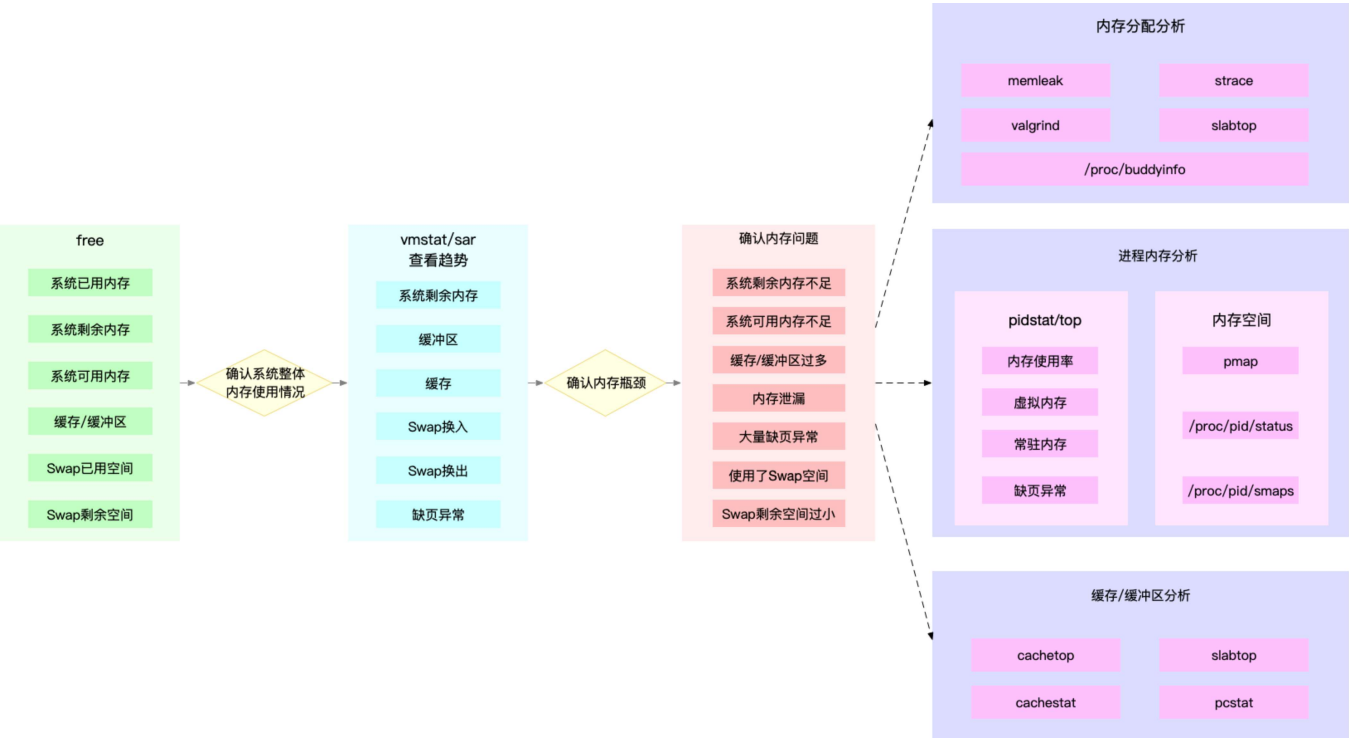 free
系统已用内存
系统剩余内存
系统可用内存
缓存/缓冲区
Swap已用空间
Swap剩余空间
确认系统整体
内存使用情况
vmstat/sar
查看趋势
系统剩余内存
缓冲区
缓存
Swap换入
Swap换出
缺页异常
确认内存瓶颈
确认内存问题
系统剩余内存不足
系统可用内存不足
缓存/缓冲区过多
内存泄漏
大量缺页异常
使用了Swap空间
Swap剩余空间过小
内存分配分析
memleak
strace
valgrind
slabtop
/proc/buddyinfo
进程内存分析
pidstat/top
内存使用率
虚拟内存
常驻内存
缺页异常
内存空间
pmap
/proc/pid/status
/proc/pid/smaps
缓存/缓冲区分析
cachetop
slabtop
cachestat
pcstat